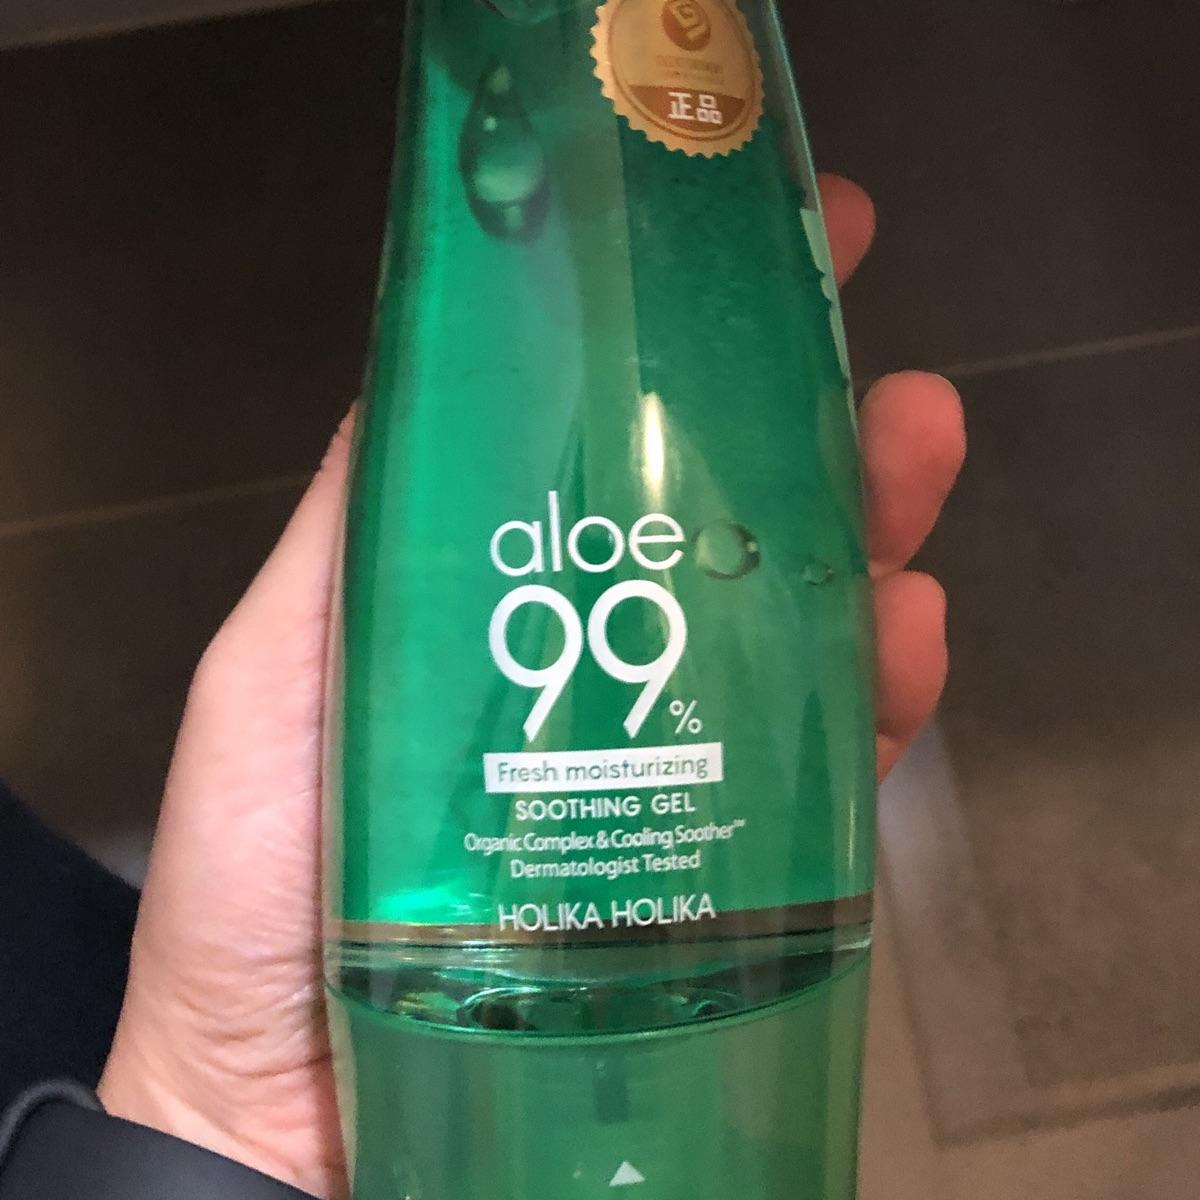 正品
aloe
99%
Fresh moisturizing
SOOTHING GEL
Organic Complex & Cooling Soother™
Dermatologist Tested
HOLIKA HOLIKA